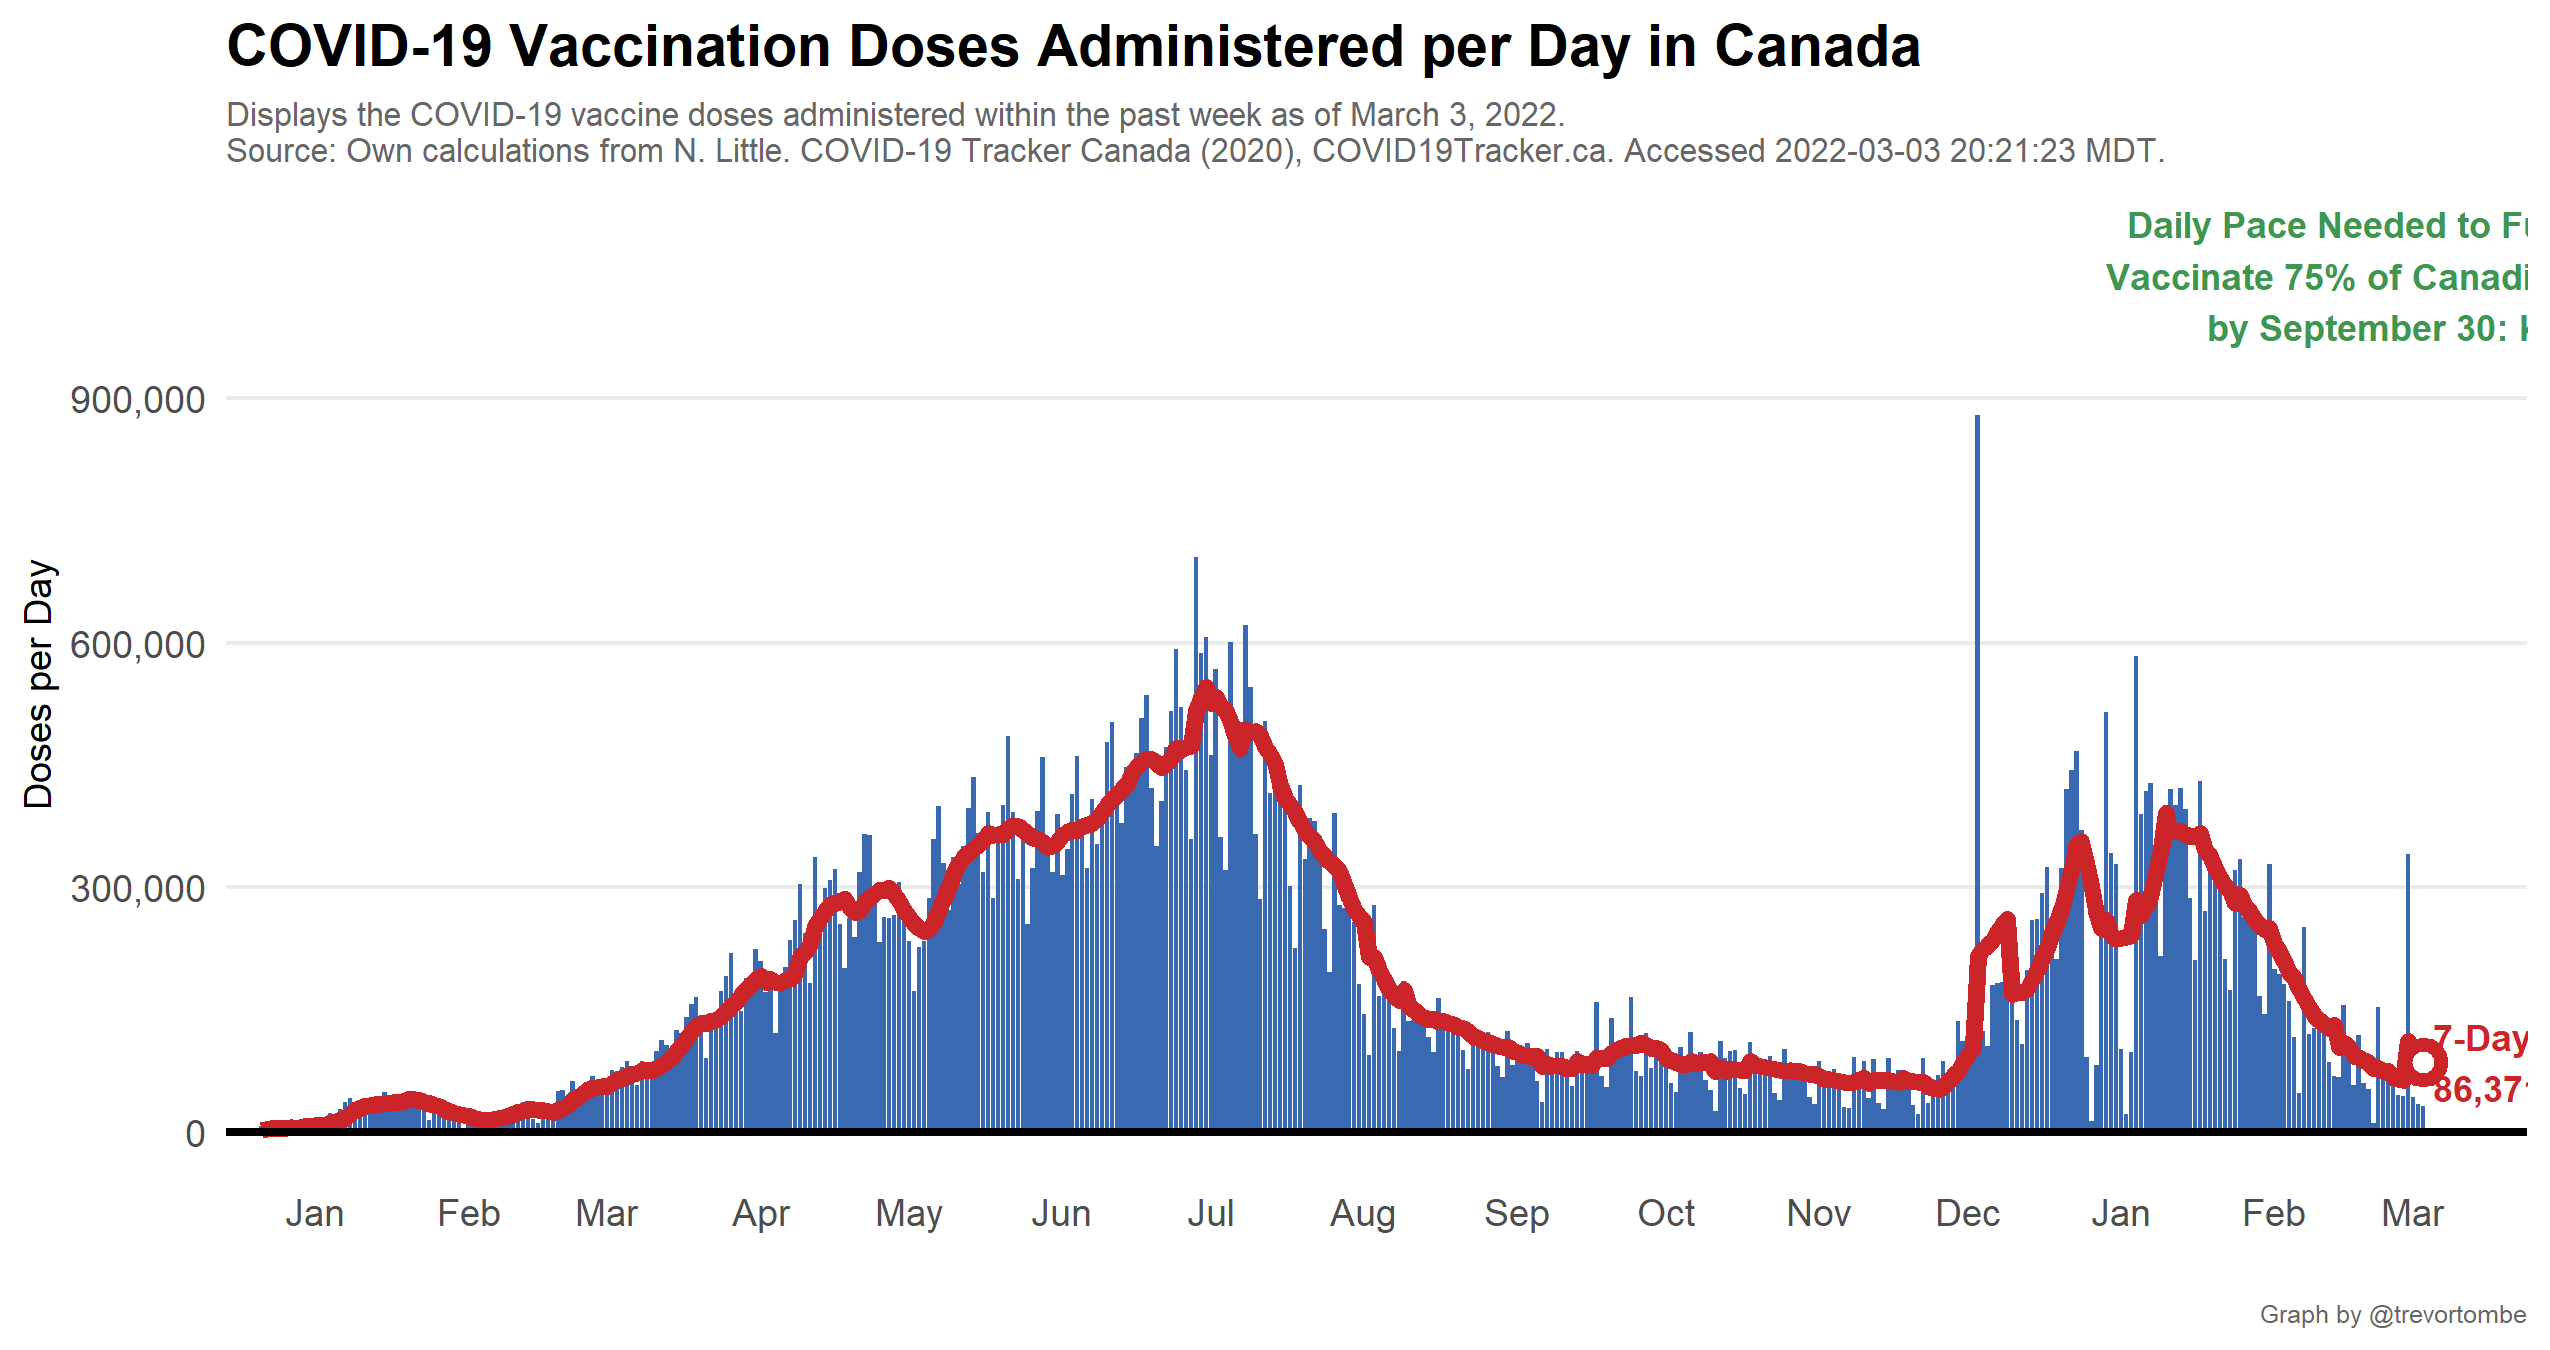 COVID-19 Vaccination Doses Administered per Day in Canada
Displays the COVID-19 vaccine doses administered within the past week as of March 3, 2022.
Source: Own calculations from N. Little. COVID-19 Tracker Canada (2020), COVID19Tracker.ca. Accessed 2022-03-03 20:21:23 MDT.
Daily Pace Needed to
Vaccinate 75% of
by September 30:
900,000
600,000
300,000
0
Doses per Day
7-Day
86,37
Jan Feb Mar Apr May Jun Jul Aug Sep Oct Nov Dec Jan Feb Mar
Graph by @trevortombe